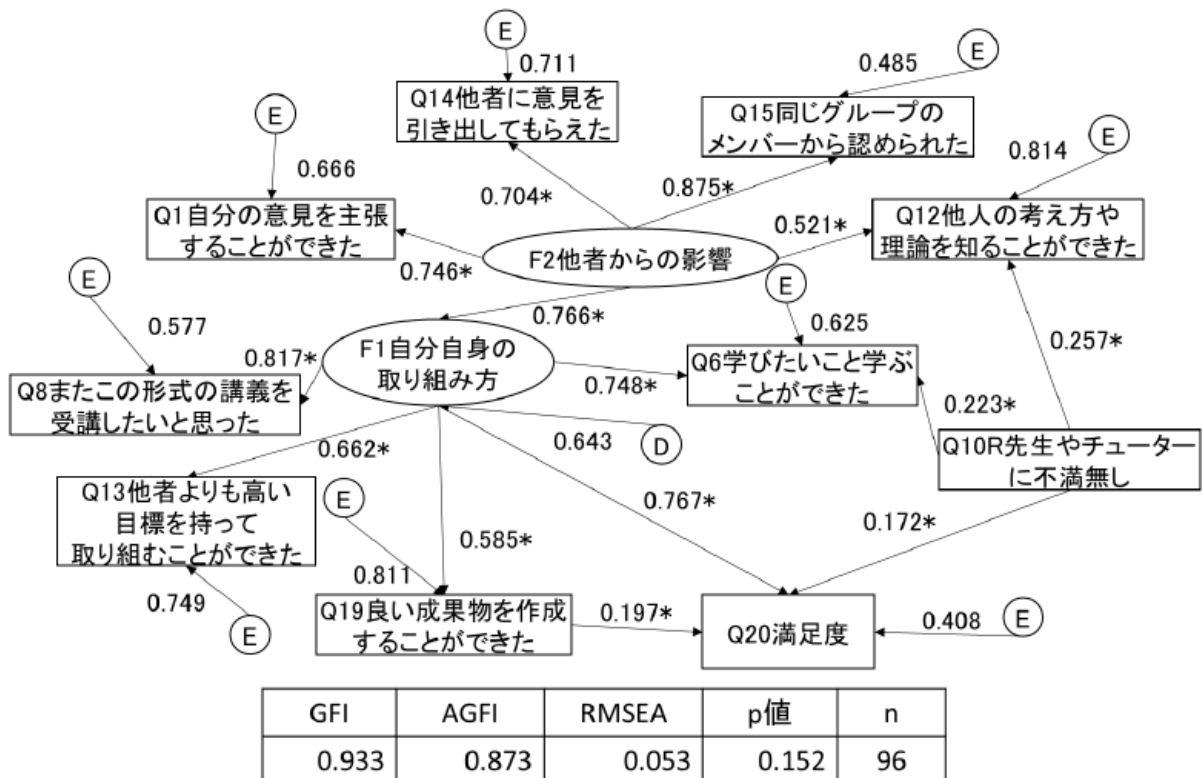 E
0.711
Q14他者に意見を
引き出してもらえた
E
0.485
Q15同じグループの
メンバーから認められた
E
0.666
Q1自分の意見を主張
することができた
E
0.814
Q12他人の考え方や
理論を知ることができた
0.704*
0.875*
0.521*
0.746*
F2他者からの影響
E
0.577
0.766*
E
0.625
0.257*
Q8またこの形式の講義を
受講したいと思った
0.817*
F1自分自身の
取り組み方
0.748*
Q6学びたいこと学ぶ
ことができた
0.223*
Q10R先生やチューター
に不満無し
0.662*
0.643
D
Q13他者よりも高い
目標を持って
取り組むことができた
E
0.585*
0.767*
0.172*
0.749
E
0.811
Q19良い成果物を作成
することができた
0.197*
Q20満足度
0.408
E
GFI AGFI RMSEA p値 n
0.933 0.873 0.053 0.152 96